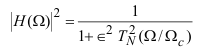 |H(Ω)|² = 1 / (1+ ∈² T_N²(Ω/Ω_c))